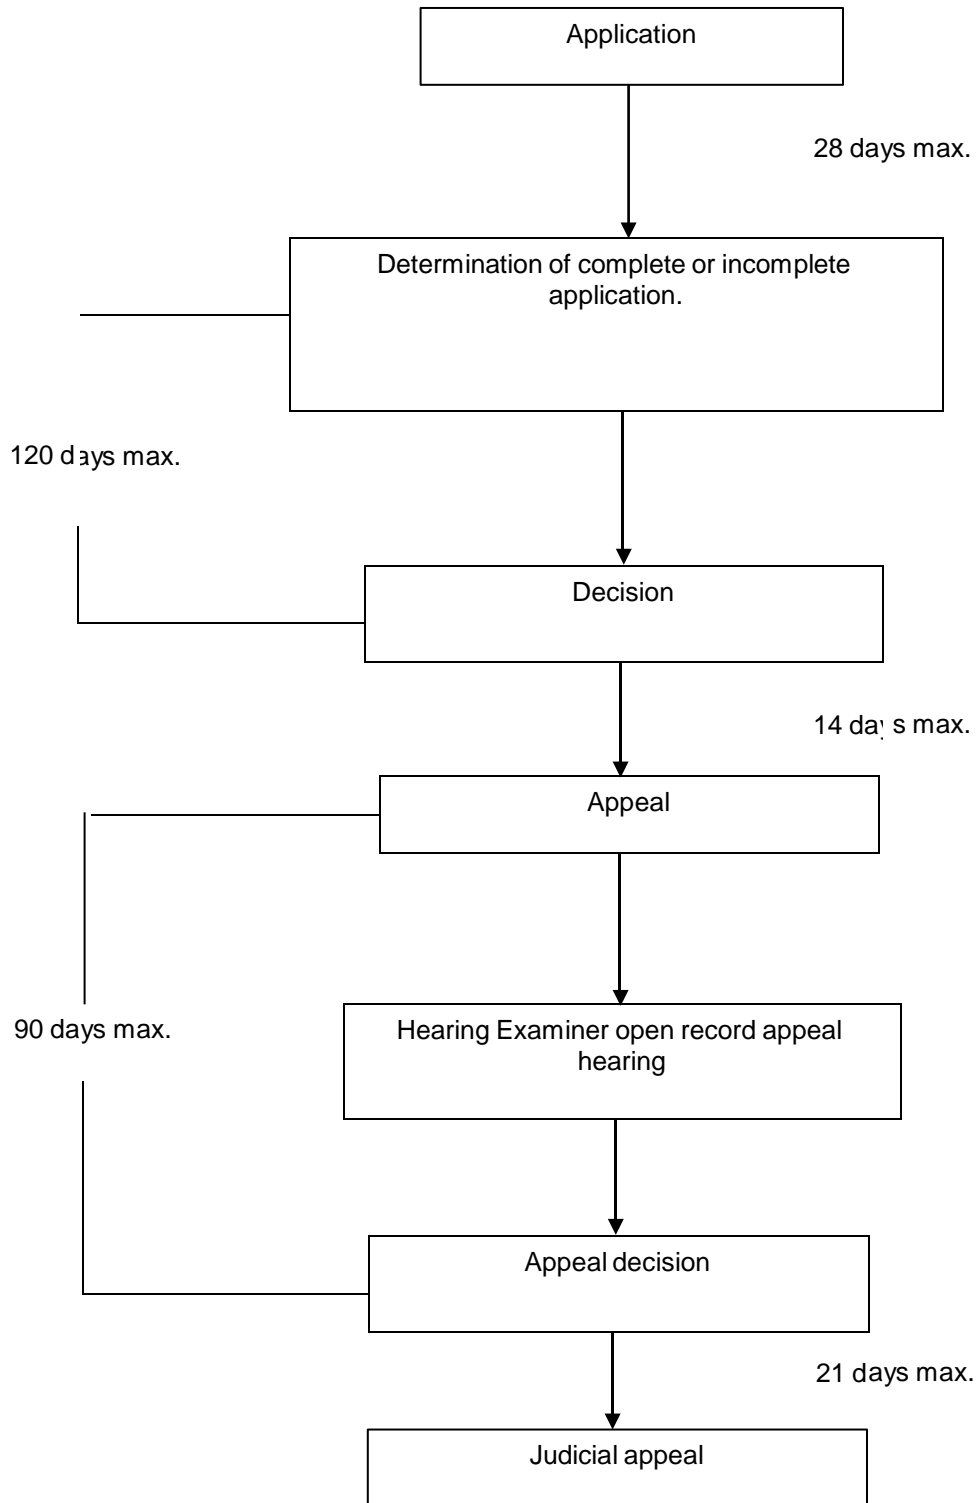 Application
28 days max.
Determination of complete or incomplete
application.
120 days max.
Decision
14 days max.
Appeal
Hearing Examiner open record appeal
hearing
90 days max.
Appeal decision
21 days max.
Judicial appeal